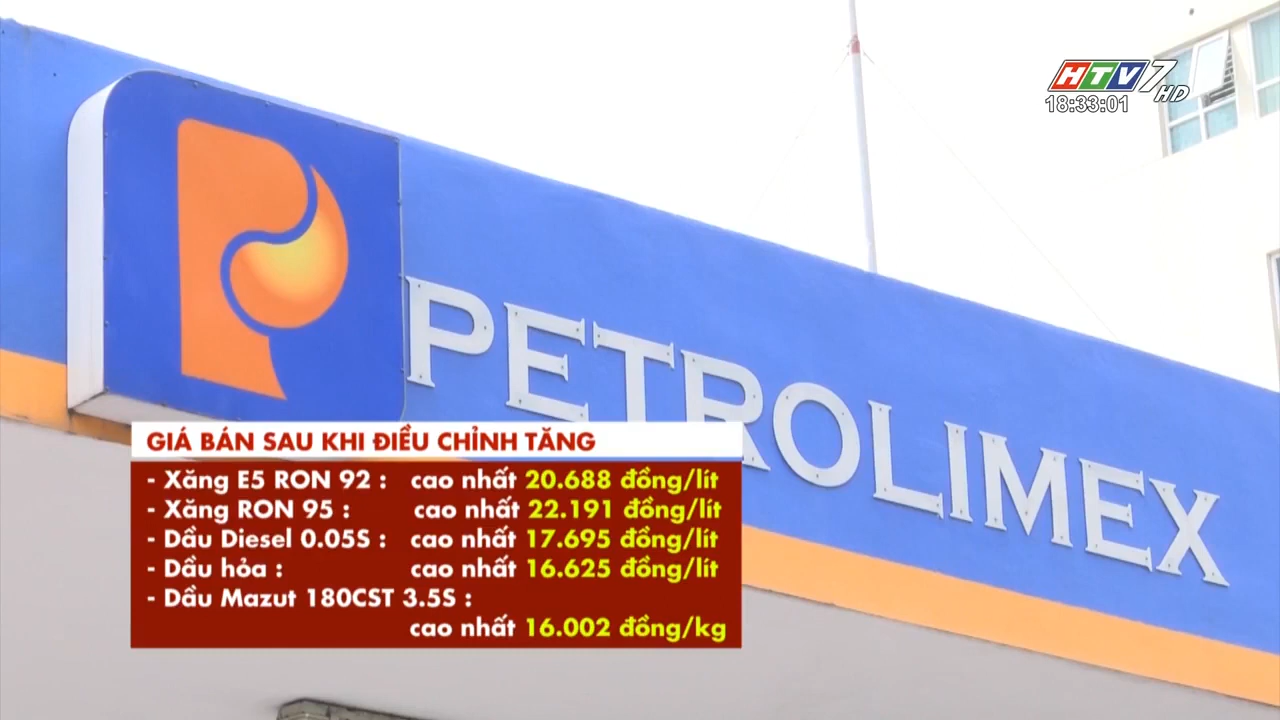 HTV7 HD
18:33:01
PETROLIMEX
GIÁ BÁN SAU KHI ĐIỀU CHỈNH TĂNG
- Xăng E5 RON 92 : cao nhất 20.688 đồng/lít
- Xăng RON 95 : cao nhất 22.191 đồng/lít
- Dầu Diesel 0.05S : cao nhất 17.695 đồng/lít
- Dầu hỏa : cao nhất 16.625 đồng/lít
- Dầu Mazut 180CST 3.5S :
cao nhất 16.002 đồng/kg